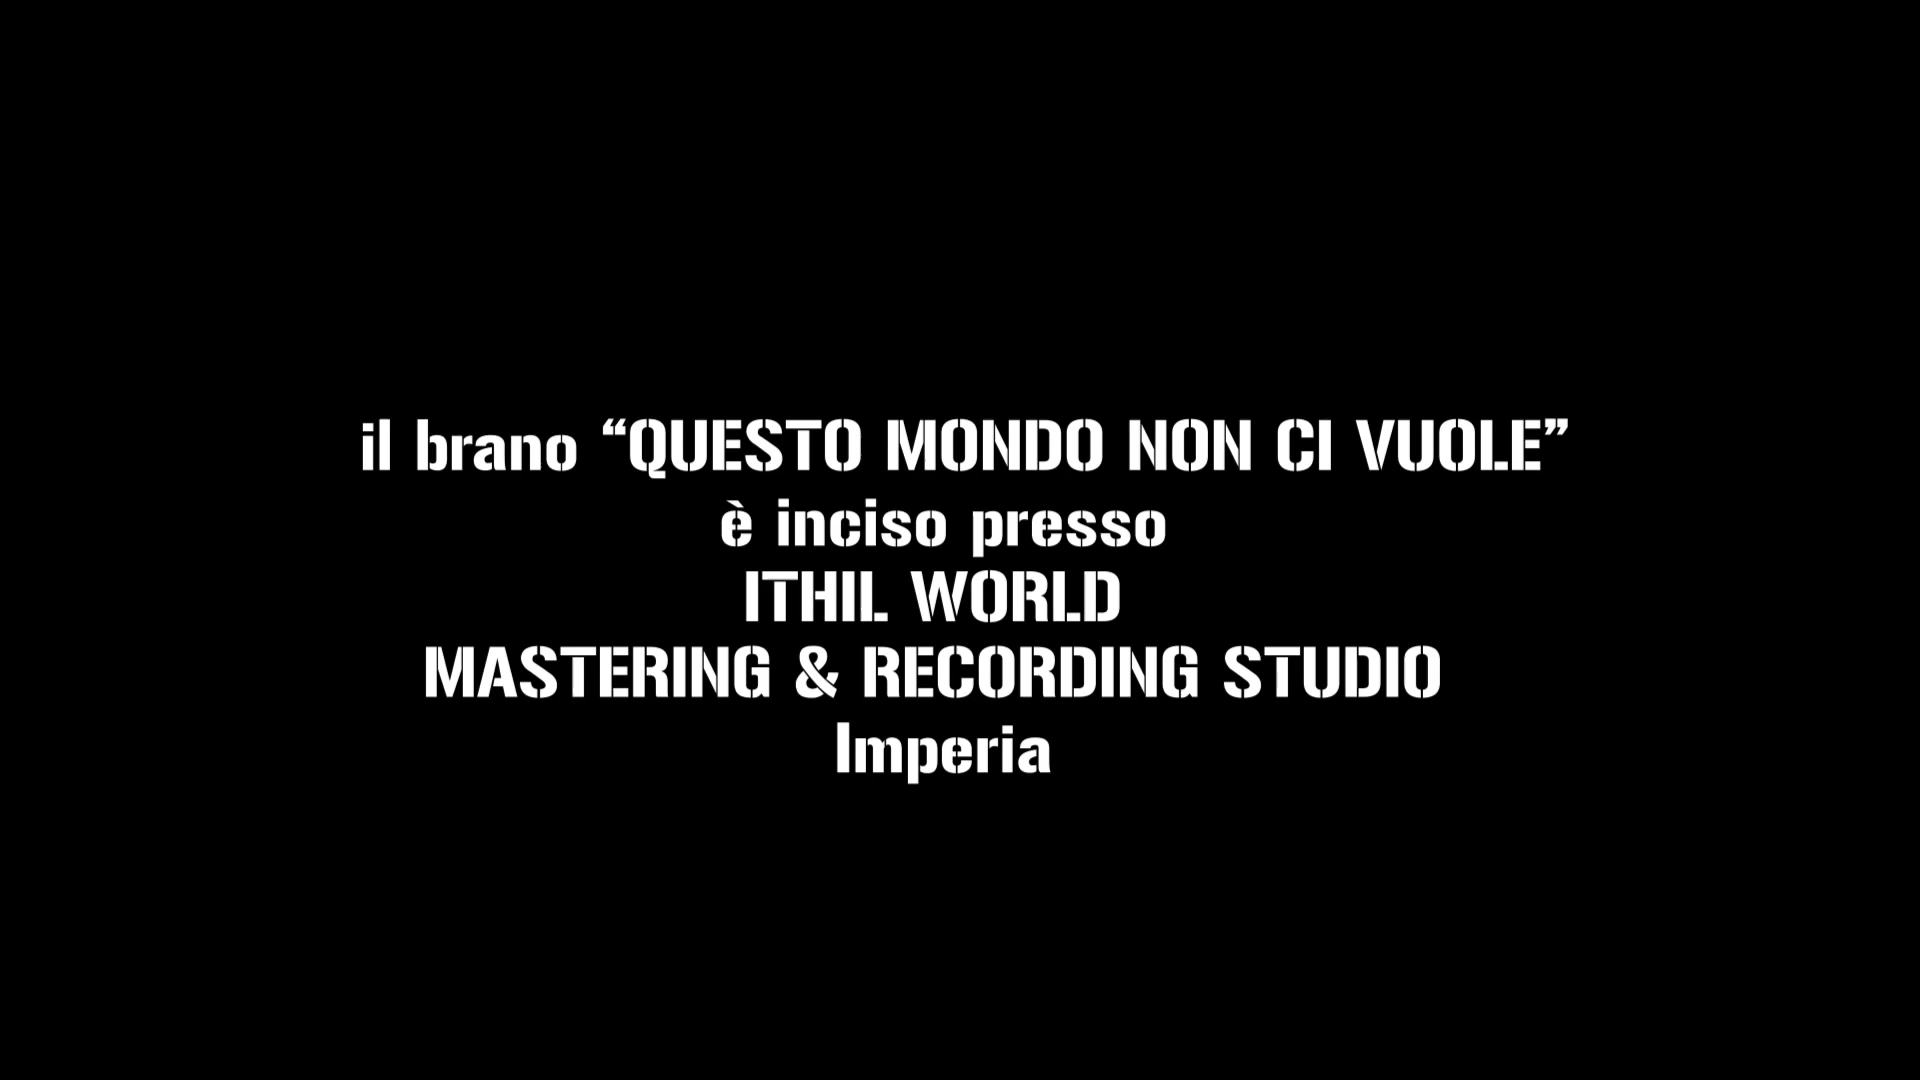 il brano “QUESTO MONDO NON CI VUOLE”
è inciso presso
ITHIL WORLD
MASTERING & RECORDING STUDIO
Imperia